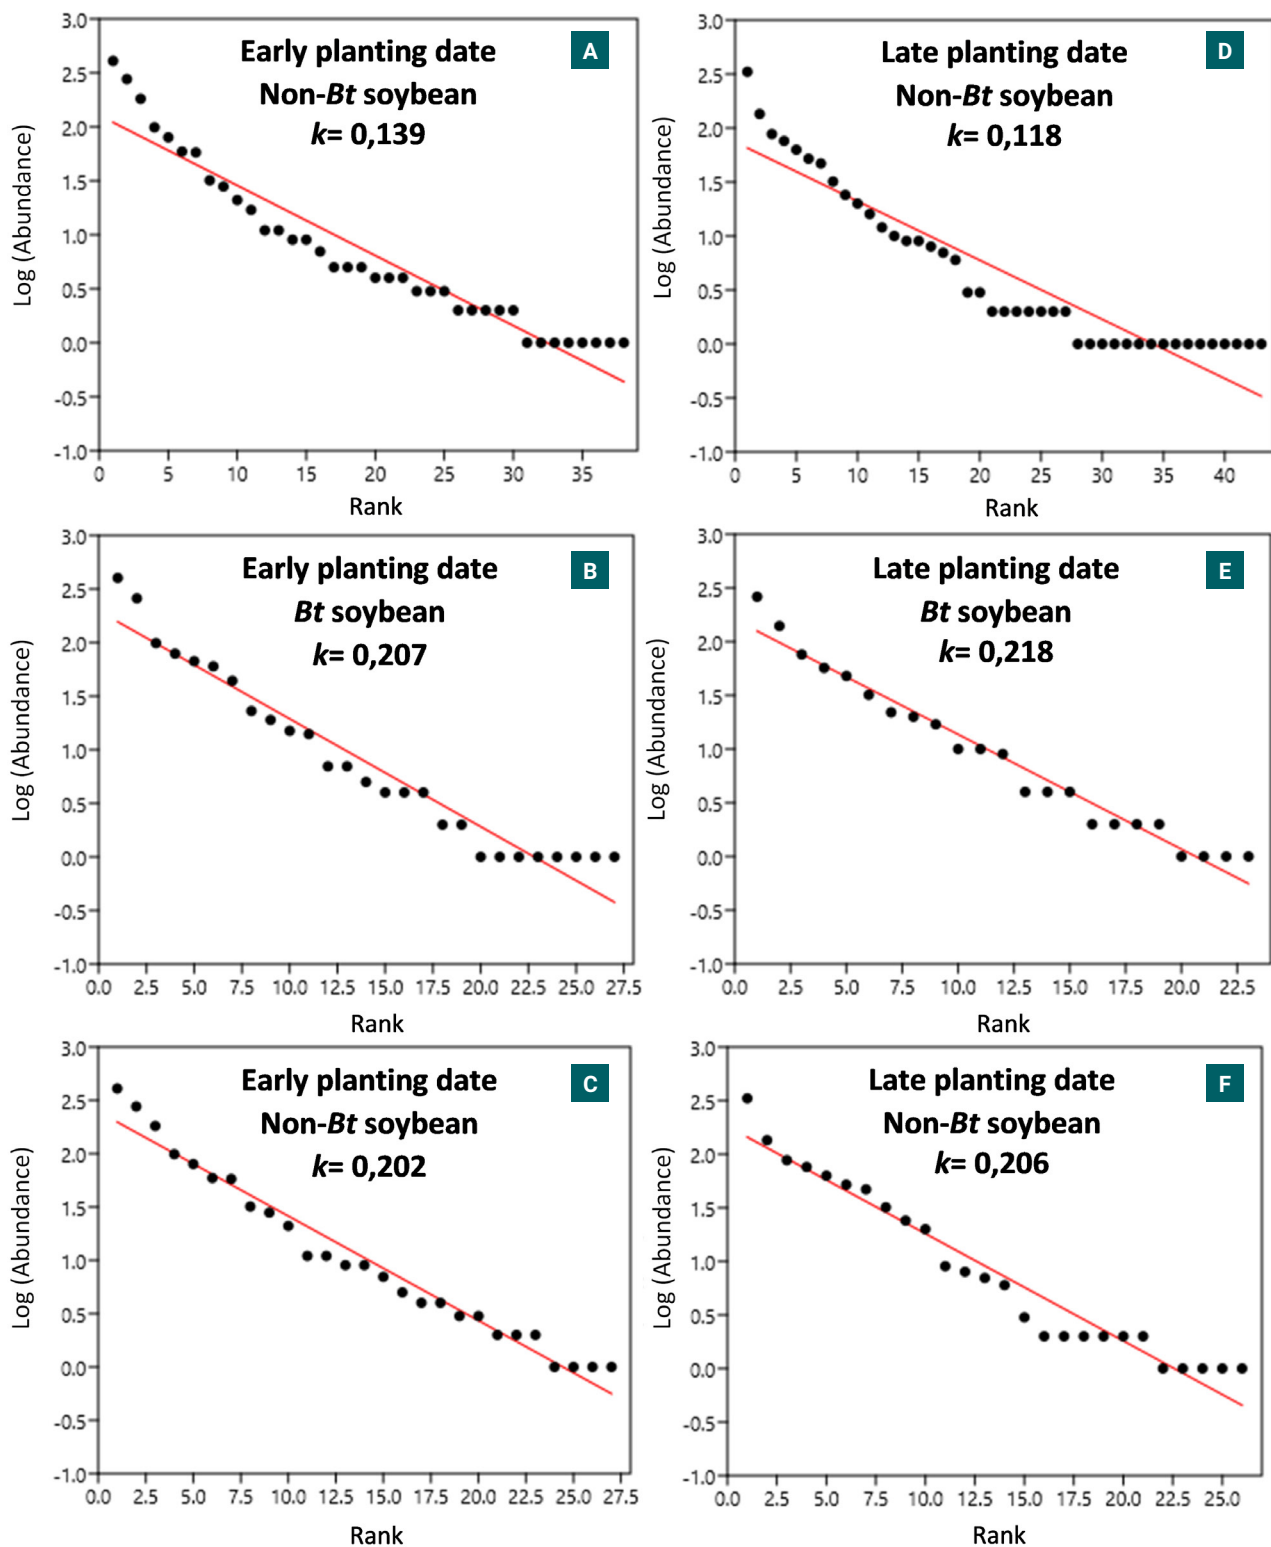 Early planting date
A
Non-Bt soybean
k= 0,139
Log (Abundance)
3.0
2.5
2.0
1.5
1.0
0.5
0.0
-0.5
-1.0
0 5 10 15 20 25 30 35
Rank
Late planting date
D
Non-Bt soybean
k= 0,118
Log (Abundance)
3.0
2.5
2.0
1.5
1.0
0.5
0.0
-0.5
-1.0
0 5 10 15 20 25 30 35 40
Rank
Early planting date
B
Bt soybean
k= 0,207
Log (Abundance)
3.0
2.5
2.0
1.5
1.0
0.5
0.0
-0.5
-1.0
0.0 2.5 5.0 7.5 10.0 12.5 15.0 17.5 20.0 22.5 25.0 27.5
Rank
Late planting date
E
Bt soybean
k= 0,218
Log (Abundance)
3.0
2.5
2.0
1.5
1.0
0.5
0.0
-0.5
-1.0
0.0 2.5 5.0 7.5 10.0 12.5 15.0 17.5 20.0 22.5
Rank
Early planting date
C
Non-Bt soybean
k= 0,202
Log (Abundance)
3.0
2.5
2.0
1.5
1.0
0.5
0.0
-0.5
-1.0
0.0 2.5 5.0 7.5 10.0 12.5 15.0 17.5 20.0 22.5 25.0 27.5
Rank
Late planting date
F
Non-Bt soybean
k= 0,206
Log (Abundance)
3.0
2.5
2.0
1.5
1.0
0.5
0.0
-0.5
-1.0
0.0 2.5 5.0 7.5 10.0 12.5 15.0 17.5 20.0 22.5 25.0
Rank